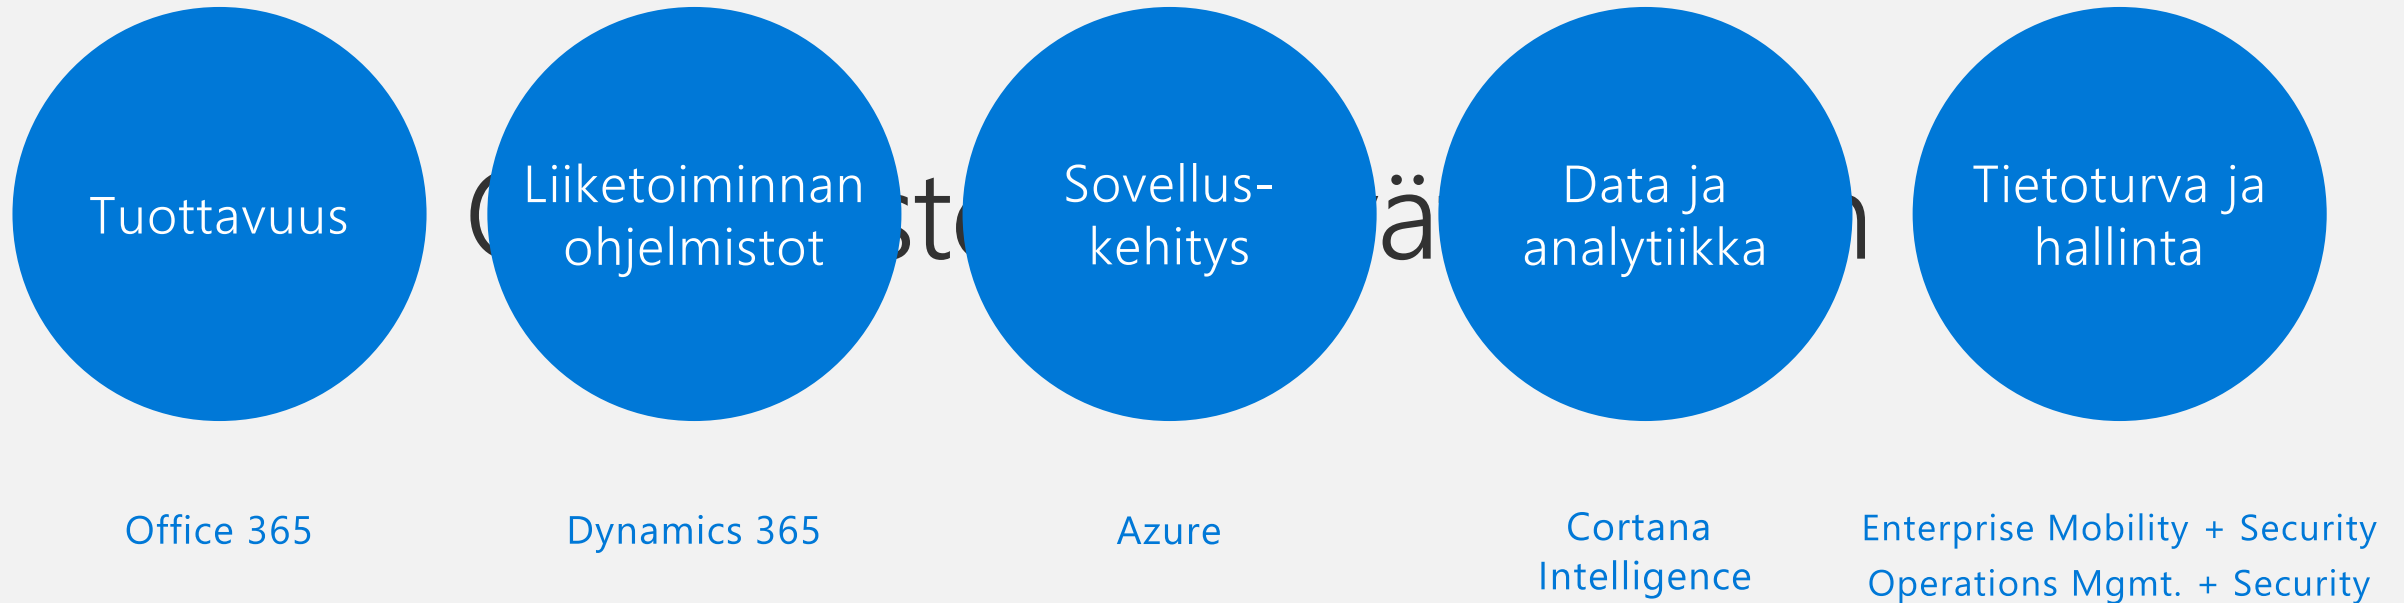 Tuottavuus
Liiketoiminnan
ohjelmistot
Sovellus-
kehitys
Data ja
analytiikka
Tietoturva ja
hallinta
Office 365
Dynamics 365
Azure
Cortana
Intelligence
Enterprise Mobility + Security
Operations Mgmt. + Security